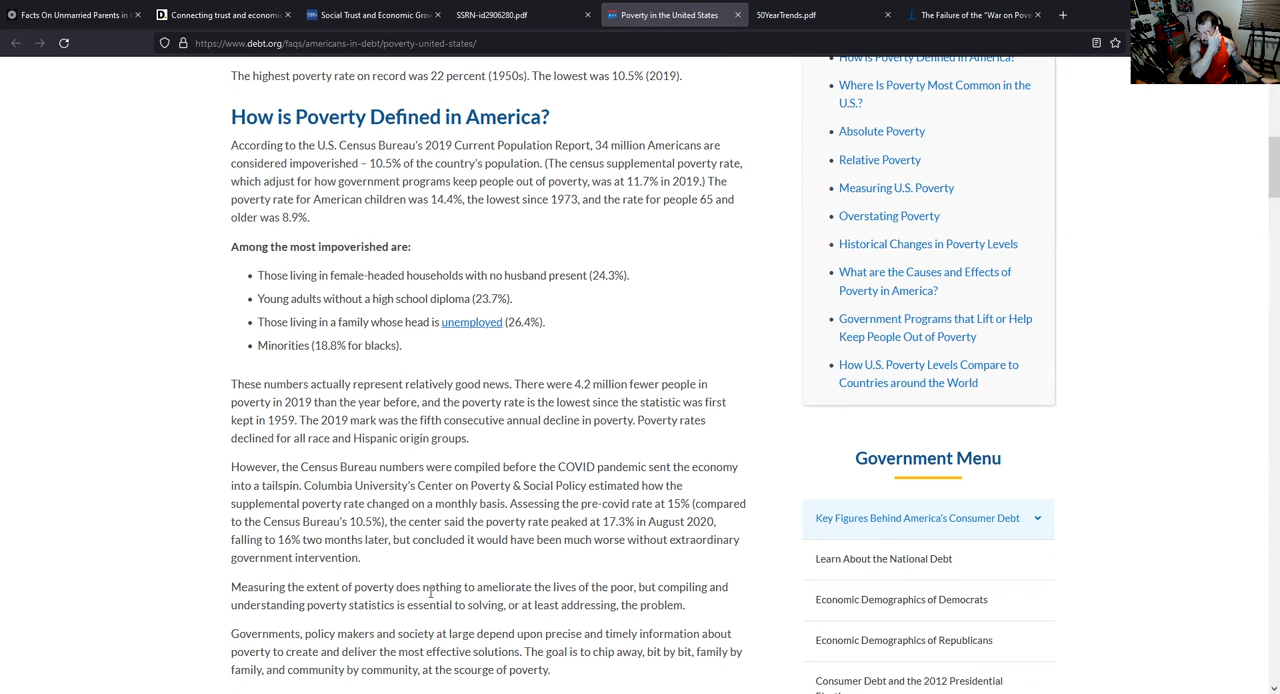 Facts On Unmarried Parents in t
Connecting trust and economic
Social Trust and Economic Grov
SSRN-id2906280.pdf
Poverty in the United States
50YearTrends.pdf
The Failure of the "War on Pove
https://www.debt.org/faqs/americans-in-debt/poverty-united-states/
The highest poverty rate on record was 22 percent (1950s). The lowest was 10.5% (2019).
How is Poverty Defined in America?
According to the U.S. Census Bureau's 2019 Current Population Report, 34 million Americans are
considered impoverished – 10.5% of the country's population. (The census supplemental poverty rate,
which adjust for how government programs keep people out of poverty, was at 11.7% in 2019.) The
poverty rate for American children was 14.4%, the lowest since 1973, and the rate for people 65 and
older was 8.9%.
Among the most impoverished are:
Those living in female-headed households with no husband present (24.3%).
Young adults without a high school diploma (23.7%).
Those living in a family whose head is unemployed (26.4%).
Minorities (18.8% for blacks).
These numbers actually represent relatively good news. There were 4.2 million fewer people in
poverty in 2019 than the year before, and the poverty rate is the lowest since the statistic was first
kept in 1959. The 2019 mark was the fifth consecutive annual decline in poverty. Poverty rates
declined for all race and Hispanic origin groups.
However, the Census Bureau numbers were compiled before the COVID pandemic sent the economy
into a tailspin. Columbia University's Center on Poverty & Social Policy estimated how the
supplemental poverty rate changed on a monthly basis. Assessing the pre-covid rate at 15% (compared
to the Census Bureau's 10.5%), the center said the poverty rate peaked at 17.3% in August 2020,
falling to 16% two months later, but concluded it would have been much worse without extraordinary
government intervention.
Measuring the extent of poverty does nothing to ameliorate the lives of the poor, but compiling and
understanding poverty statistics is essential to solving, or at least addressing, the problem.
Governments, policy makers and society at large depend upon precise and timely information about
poverty to create and deliver the most effective solutions. The goal is to chip away, bit by bit, family by
family, and community by community, at the scourge of poverty.
How is Poverty Defined in America?
Where Is Poverty Most Common in the
U.S.?
Absolute Poverty
Relative Poverty
Measuring U.S. Poverty
Overstating Poverty
Historical Changes in Poverty Levels
What are the Causes and Effects of
Poverty in America?
Government Programs that Lift or Help
Keep People Out of Poverty
How U.S. Poverty Levels Compare to
Countries around the World
Government Menu
Key Figures Behind America's Consumer Debt
Learn About the National Debt
Economic Demographics of Democrats
Economic Demographics of Republicans
Consumer Debt and the 2012 Presidential